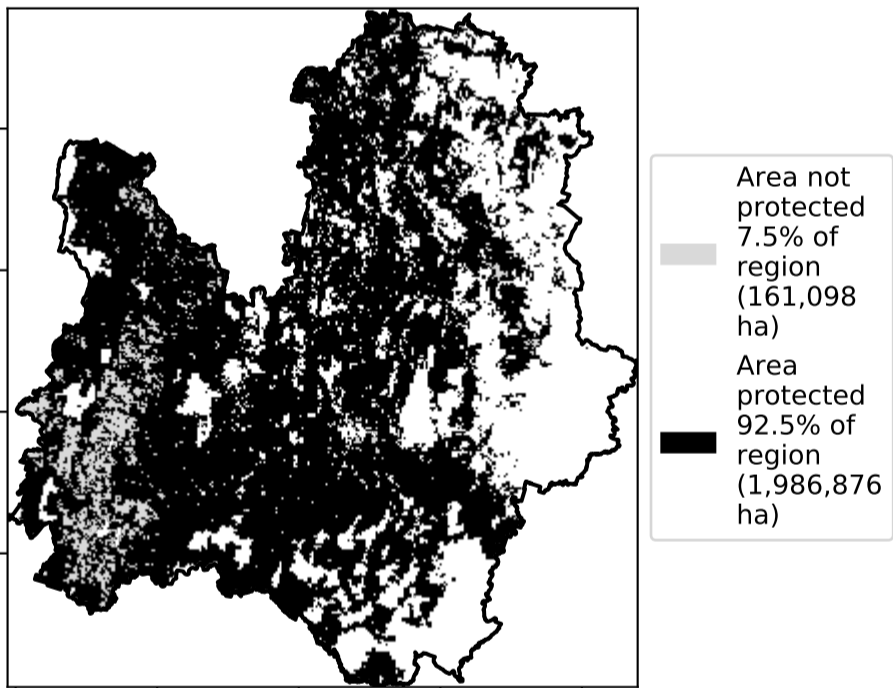 Area not
protected
7.5% of
region
(161,098
ha)
Area
protected
92.5% of
region
(1,986,876
ha)